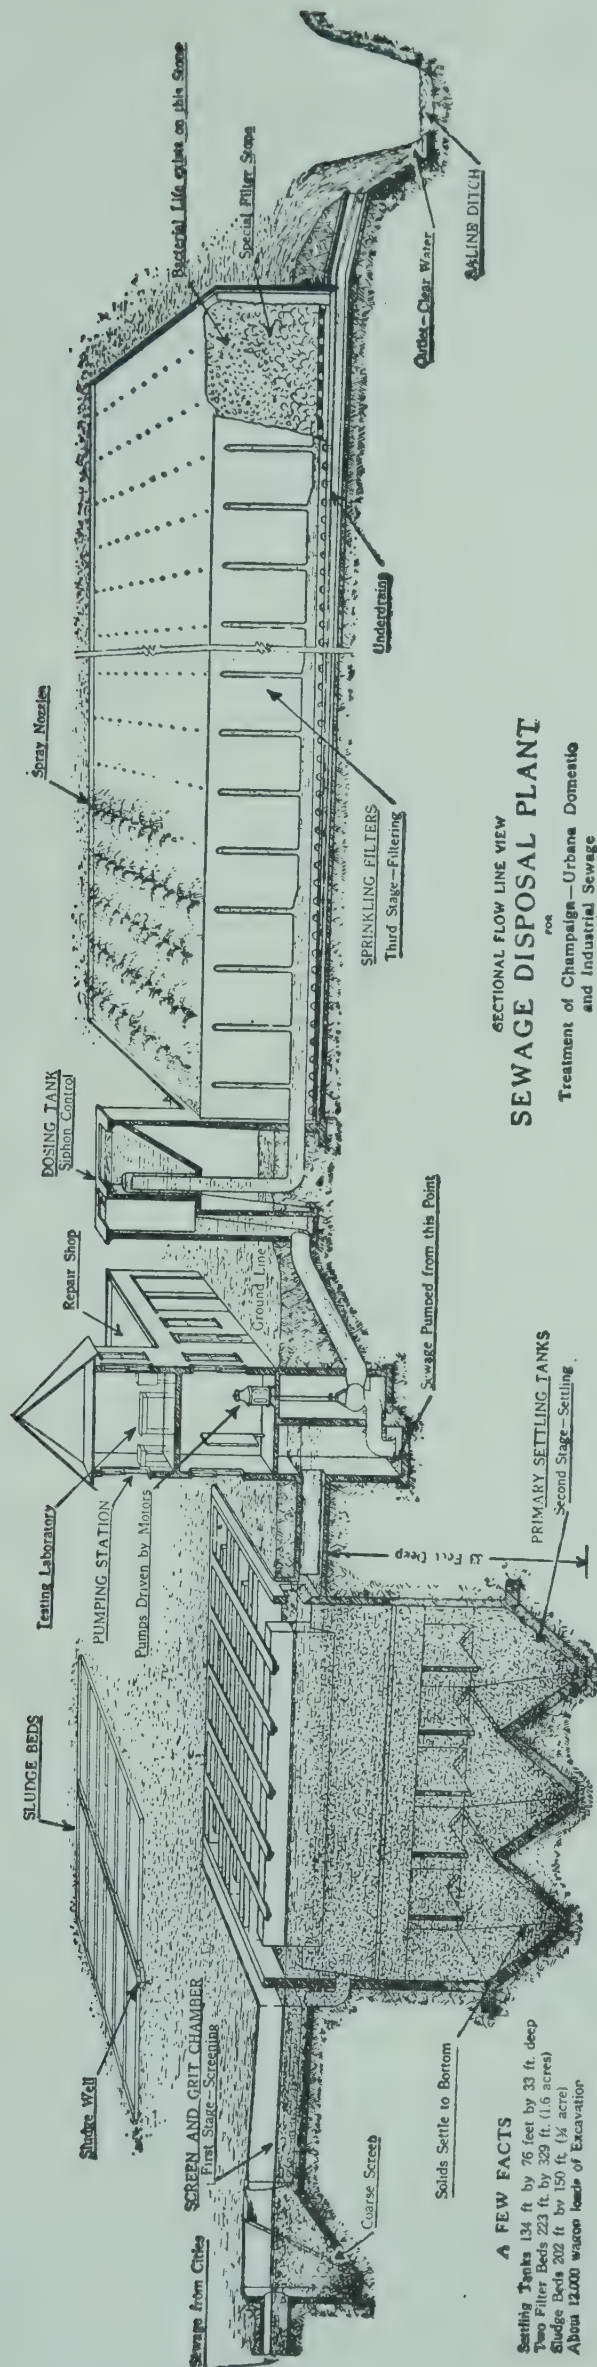 Sewage from Cities
SCREEN AND GRIT CHAMBER
First Stage—Screening
Coarse Screen
Sludge Well
SLUDGE BEDS
Solids Settle to Bottom
PRIMARY SETTLING TANKS
Second Stage—Settling
33 Feet Deep
Testing Laboratory
PUMPING STATION
Pumps Driven by Motors
Repair Shop
Ground Line
Sewage Pumped from this Point
DOSING TANK
Siphon Control
Spray Nozzles
SPRINKLING FILTERS
Third Stage—Filtering
Underdrains
Bacterial Life exists on this Stone
Special Filter Stone
Outlet—Clear Water
SALINE DITCH
A FEW FACTS
Settling Tanks 134 ft by 76 feet by 33 ft. deep
Two Filter Beds 223 ft. by 329 ft. (1.6 acres)
Sludge Beds 202 ft by 150 ft. (¾ acre)
About 12,000 wagon loads of Excavation
SECTIONAL FLOW LINE VIEW
SEWAGE DISPOSAL PLANT
FOR
Treatment of Champaign—Urbana Domestic
and Industrial Sewage